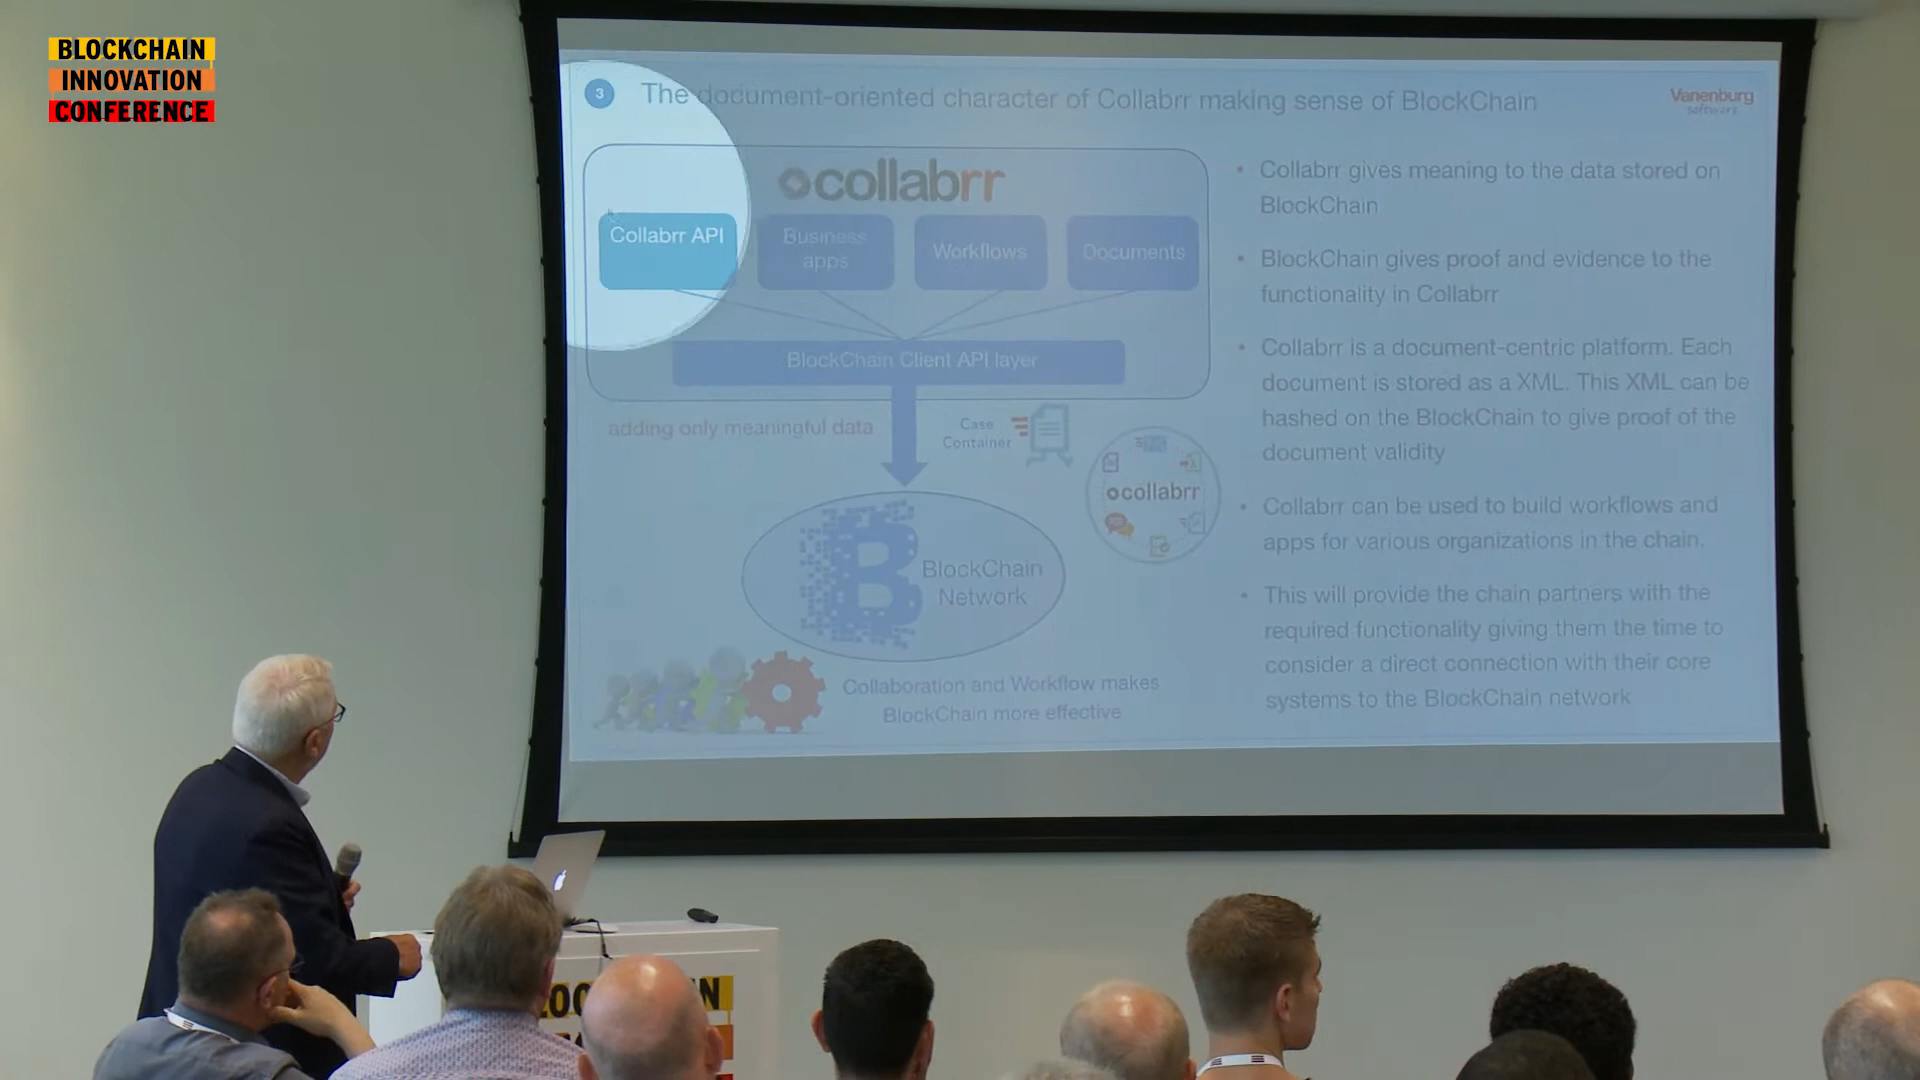 BLOCKCHAIN
INNOVATION
CONFERENCE
3
The document-oriented character of Collabrr making sense of BlockChain
Vanenburg
software
collabrr
Collabrr API
Business
apps
Workflows
Documents
BlockChain Client API layer
adding only meaningful data
Case
Container
collabrr
BlockChain
Network
Collaboration and Workflow makes
BlockChain more effective
• Collabrr gives meaning to the data stored on
BlockChain
• BlockChain gives proof and evidence to the
functionality in Collabrr
• Collabrr is a document-centric platform. Each
document is stored as a XML. This XML can be
hashed on the BlockChain to give proof of the
document validity
• Collabrr can be used to build workflows and
apps for various organizations in the chain.
• This will provide the chain partners with the
required functionality giving them the time to
consider a direct connection with their core
systems to the BlockChain network